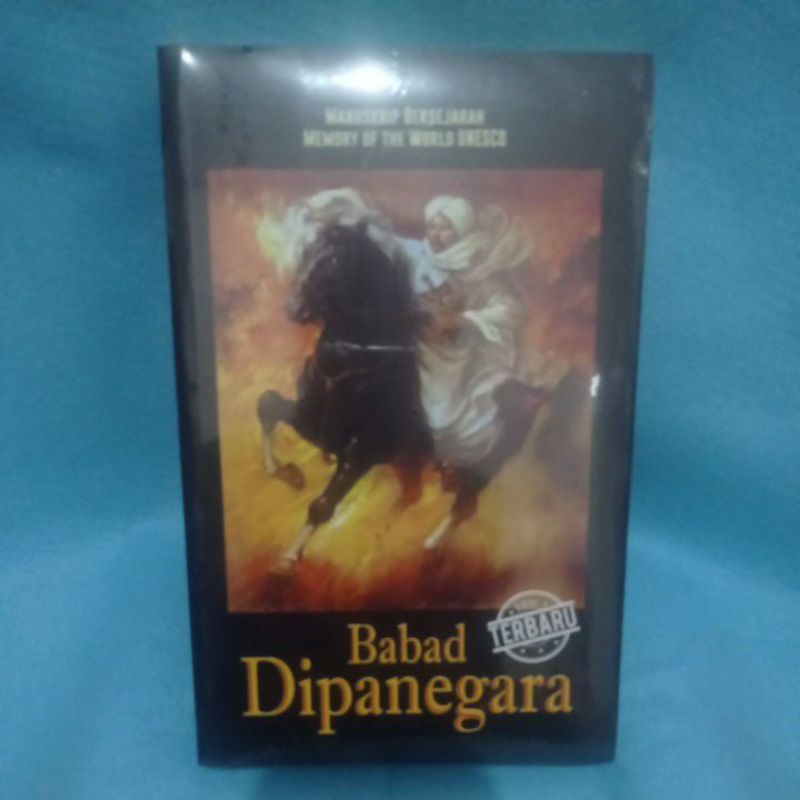 MANUSKRIP BERSEJARAH
MEMORY OF THE WORLD UNESCO
TERBARU
Babad
Dipanegara